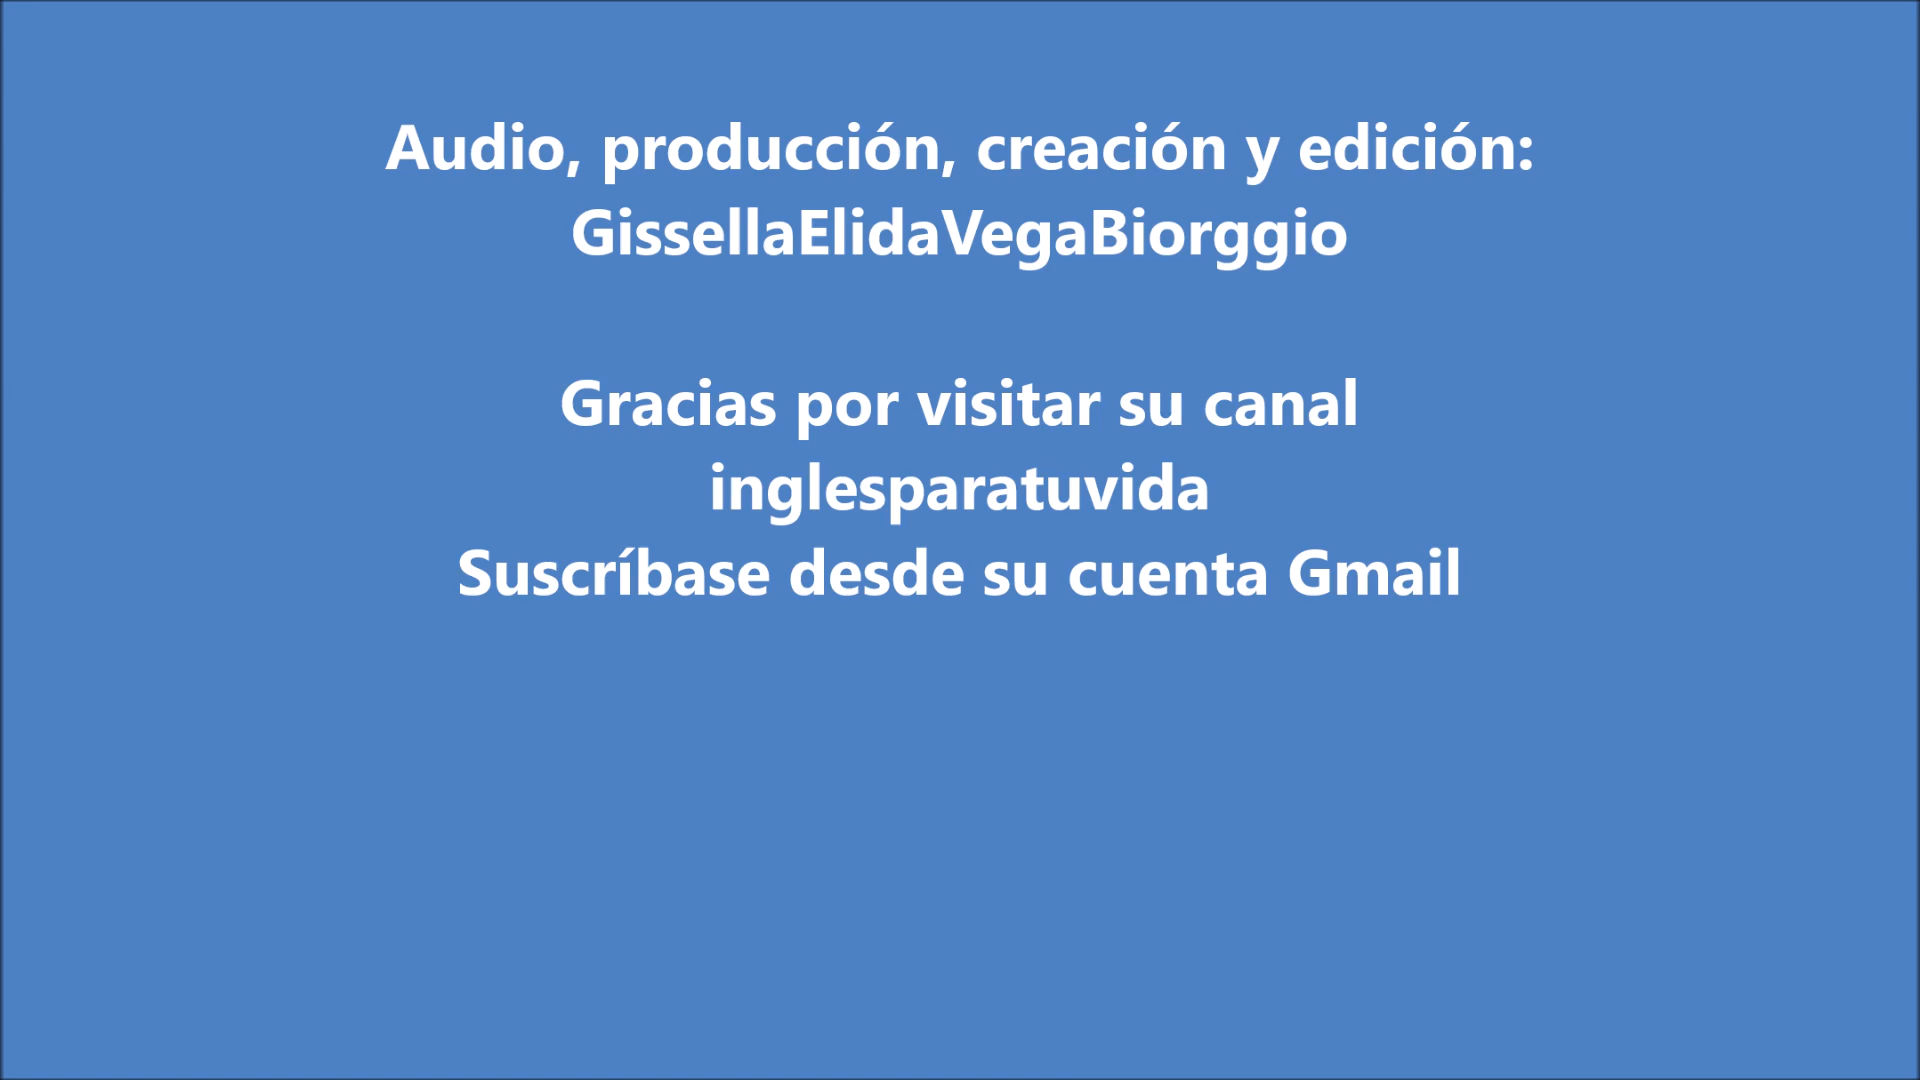 Audio, producción, creación y edición:
GissellaElidaVegaBiorggio
Gracias por visitar su canal
inglesparatuvida
Suscríbase desde su cuenta Gmail